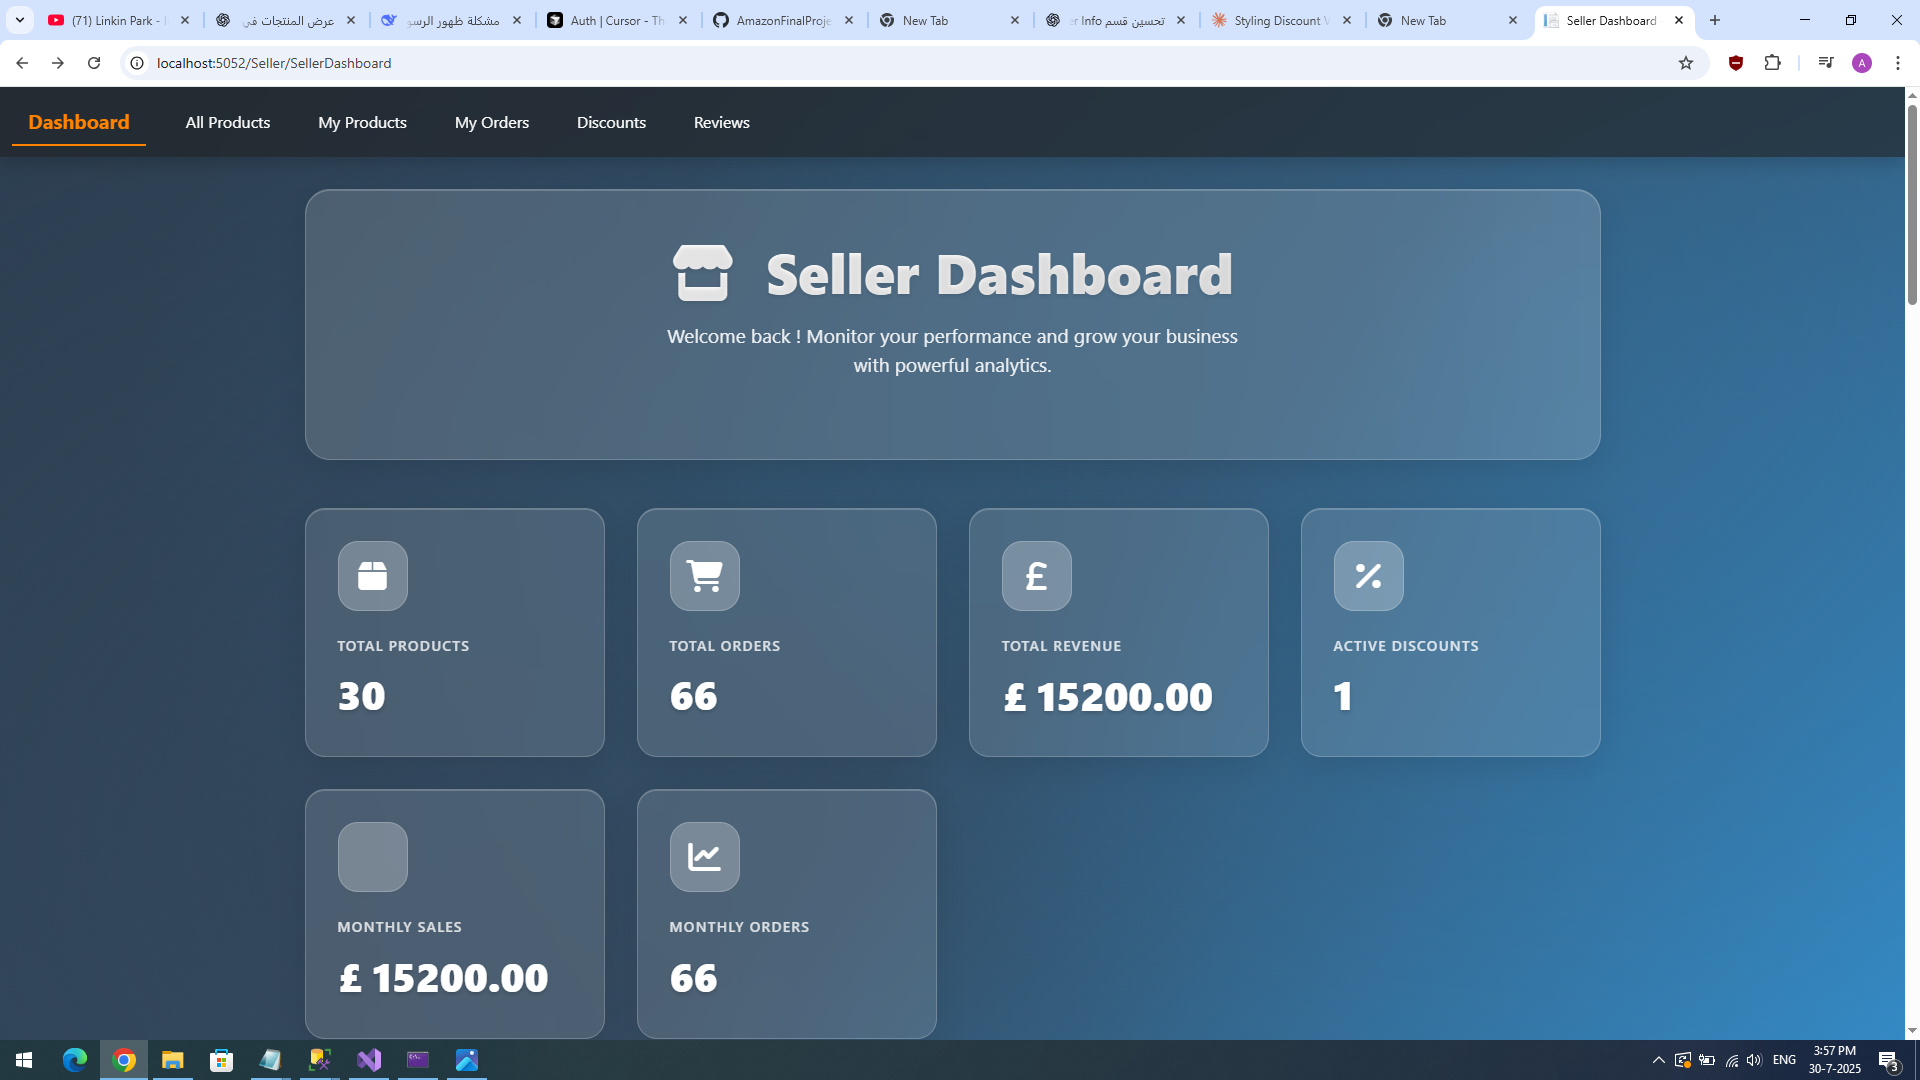 (71) Linkin Park -
عرض المنتجات في
مشكلة ظهور الرسو
Auth | Cursor - Th
AmazonFinalProje
New Tab
تحسين قسم er Info
Styling Discount V
New Tab
Seller Dashboard
localhost:5052/Seller/SellerDashboard
A
Dashboard
All Products
My Products
My Orders
Discounts
Reviews
Seller Dashboard
Welcome back ! Monitor your performance and grow your business
with powerful analytics.
£
TOTAL PRODUCTS
TOTAL ORDERS
TOTAL REVENUE
ACTIVE DISCOUNTS
30
66
£ 15200.00
1
MONTHLY SALES
MONTHLY ORDERS
£ 15200.00
66
ENG
3:57 PM
30-7-2025
3